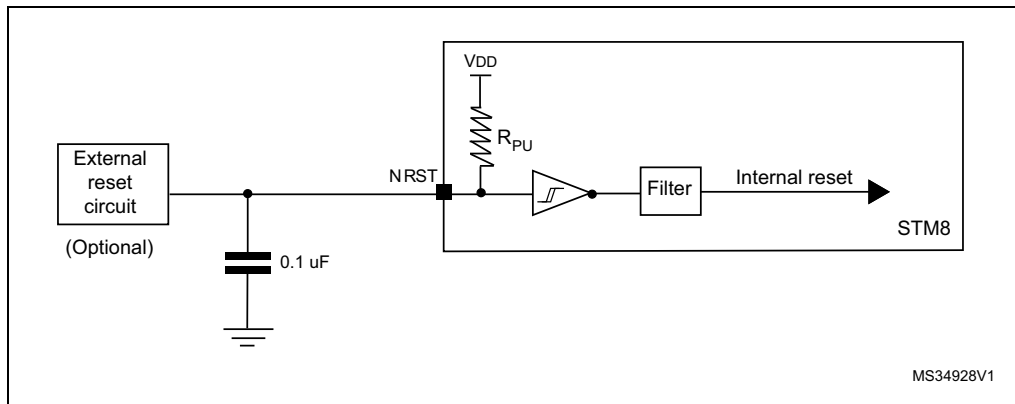 VDD
RPU
External
reset
circuit
(Optional)
NRST
Filter
Internal reset
STM8
0.1 uF
MS34928V1